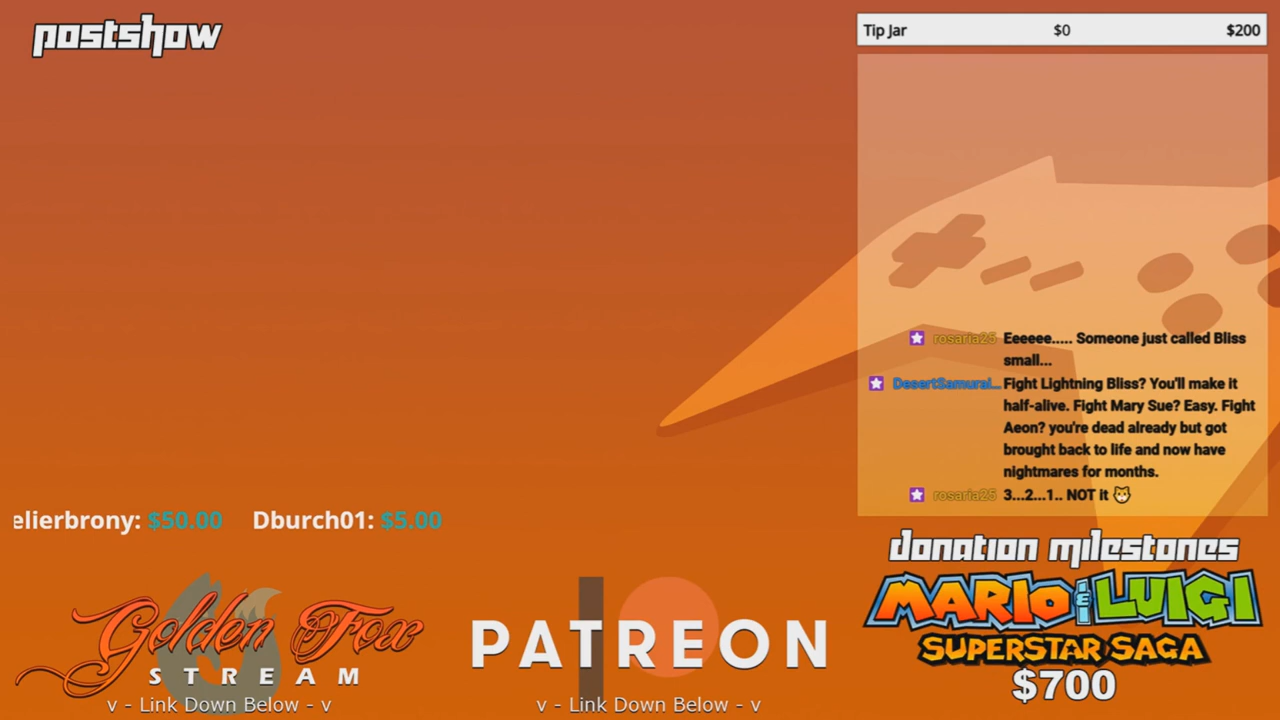 postshow
Tip Jar $0 $200
rosaria25 Eeeeee..... Someone just called Bliss
small...
DesertSamurai... Fight Lightning Bliss? You'll make it
half-alive. Fight Mary Sue? Easy. Fight
Aeon? you're dead already but got
brought back to life and now have
nightmares for months.
rosaria25 3...2...1.. NOT it
elierbrony: $50.00 Dburch01: $5.00
donation milestones
MARIO & LUIGI
SUPERSTAR SAGA
$700
Golden Fox
STREAM
v - Link Down Below - v
PATREON
v - Link Down Below - v